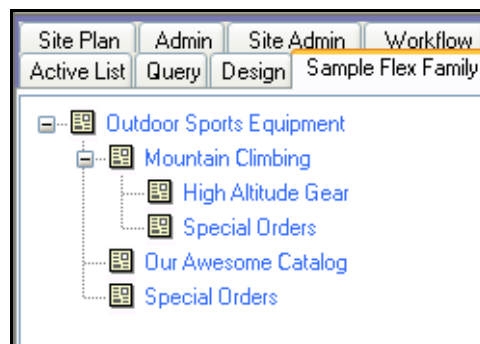 Site Plan Admin Site Admin Workflow
Active List Query Design Sample Flex Family
Outdoor Sports Equipment
Mountain Climbing
High Altitude Gear
Special Orders
Our Awesome Catalog
Special Orders